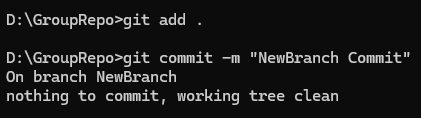 D:\GroupRepo>git add .
D:\GroupRepo>git commit -m "NewBranch Commit"
On branch NewBranch
nothing to commit, working tree clean